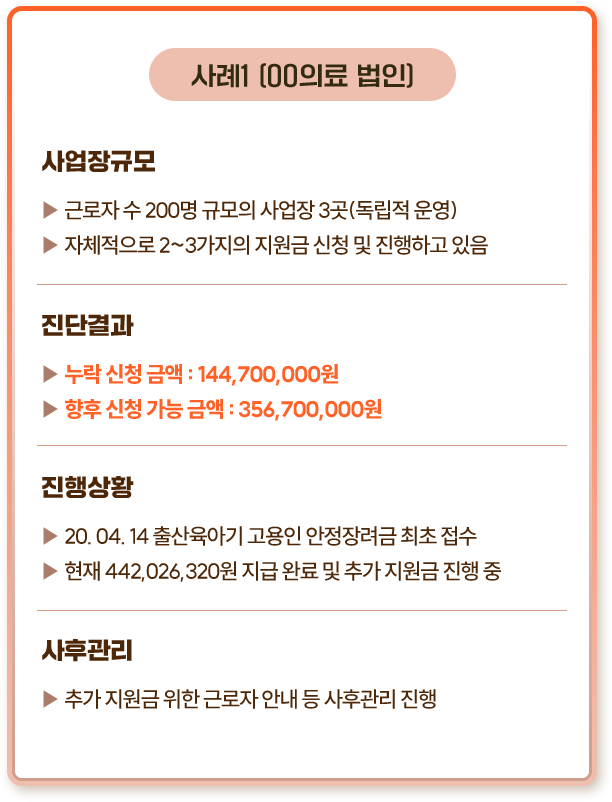 사례1 (00의료 법인)
사업장규모
▶ 근로자 수 200명 규모의 사업장 3곳(독립적 운영)
▶ 자체적으로 2~3가지의 지원금 신청 및 진행하고 있음
진단결과
▶ 누락 신청 금액 : 144,700,000원
▶ 향후 신청 가능 금액 : 356,700,000원
진행상황
▶ 20. 04. 14 출산육아기 고용인 안정장려금 최초 접수
▶ 현재 442,026,320원 지급 완료 및 추가 지원금 진행 중
사후관리
▶ 추가 지원금 위한 근로자 안내 등 사후관리 진행